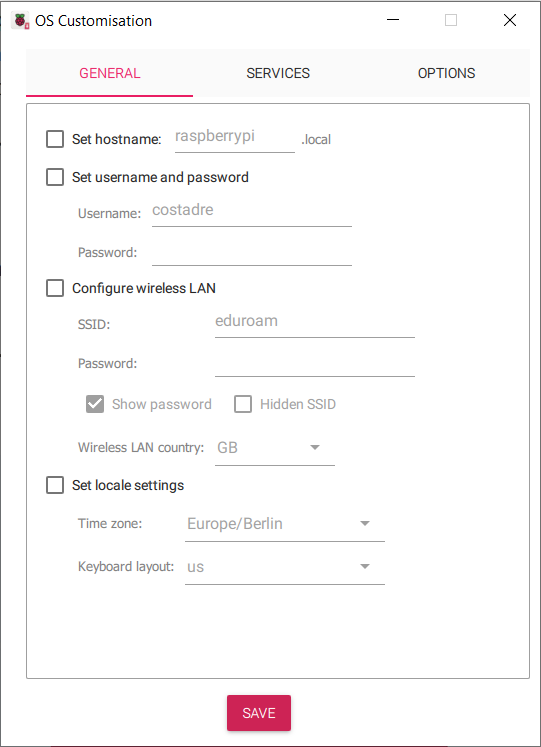 OS Customisation
GENERAL SERVICES OPTIONS
Set hostname: raspberrypi .local
Set username and password
Username: costadre
Password:
Configure wireless LAN
SSID: eduroam
Password:
Show password Hidden SSID
Wireless LAN country: GB
Set locale settings
Time zone: Europe/Berlin
Keyboard layout: us
SAVE